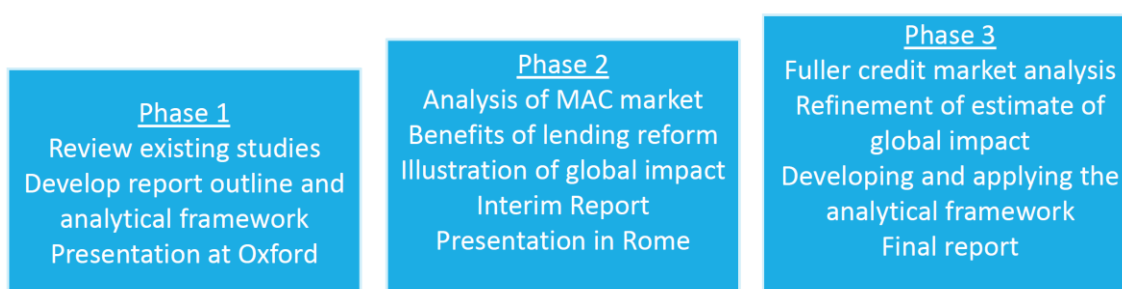 Phase 1
Review existing studies
Develop report outline and
analytical framework
Presentation at Oxford
Phase 2
Analysis of MAC market
Benefits of lending reform
Illustration of global impact
Interim Report
Presentation in Rome
Phase 3
Fuller credit market analysis
Refinement of estimate of
global impact
Developing and applying the
analytical framework
Final report